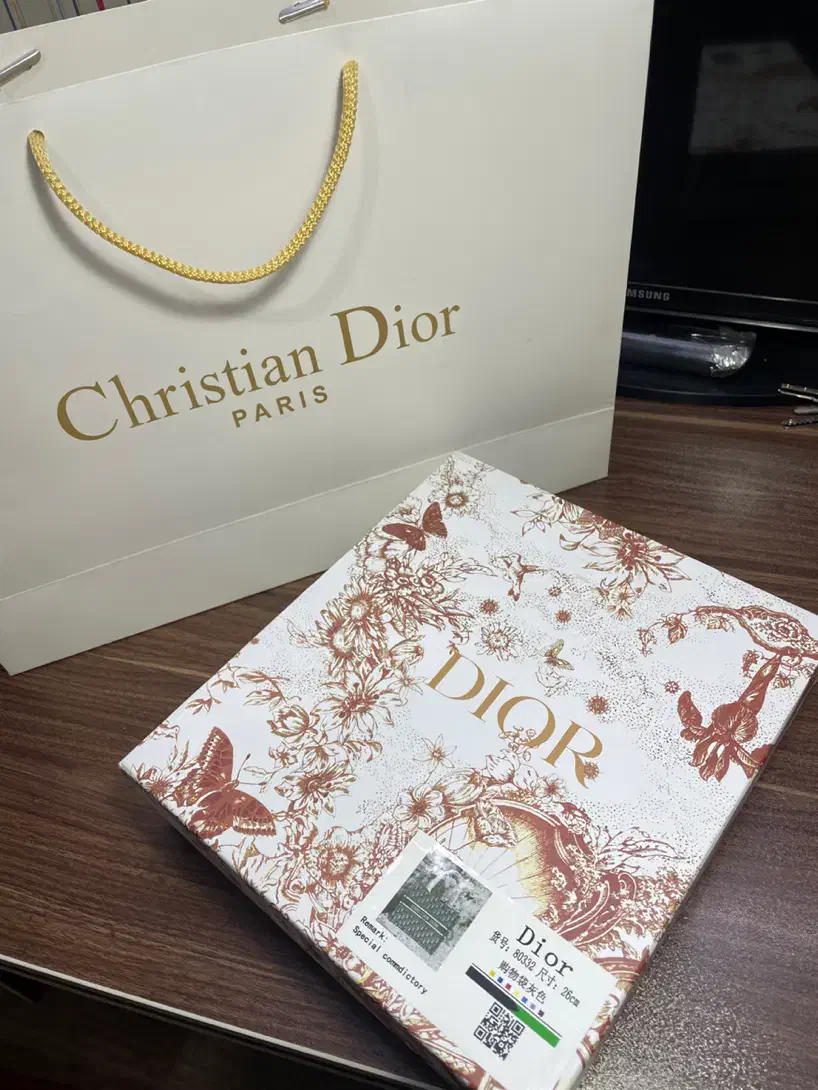 Christian Dior
PARIS
SAMSUNG
DIOR
Remark:
Special commdictory
Dior
货号: 80332 尺寸: 26cm
购物袋灰色